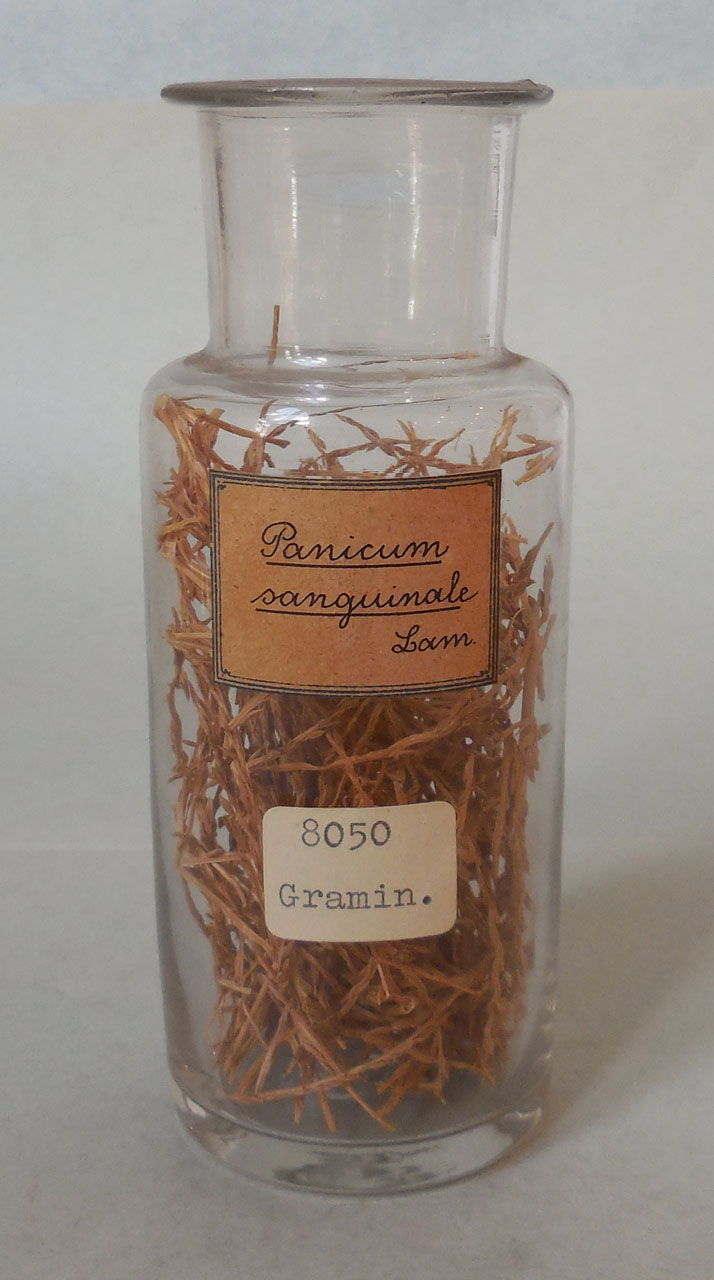 Panicum
sanguinale
Lam.
8050
Gramin.